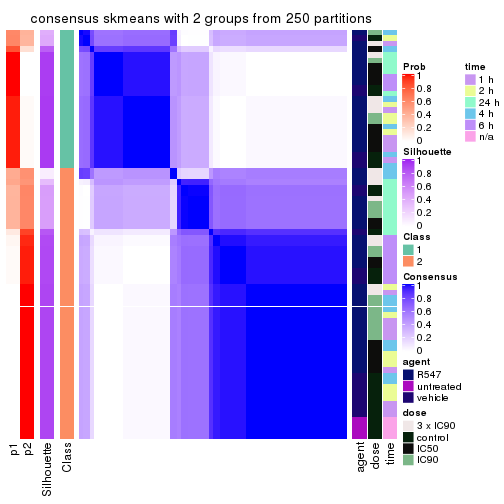 consensus skmeans with 2 groups from 250 partitions
Prob
1
0.8
0.6
0.4
0.2
0
time
1 h
2 h
24 h
4 h
6 h
n/a
Silhouette
1
0.8
0.6
0.4
0.2
0
Class
1
2
Consensus
1
0.8
0.6
0.4
0.2
0
agent
R547
untreated
vehicle
dose
3 x IC90
control
IC50
IC90
p1
p2
Silhouette
Class
agent
dose
time